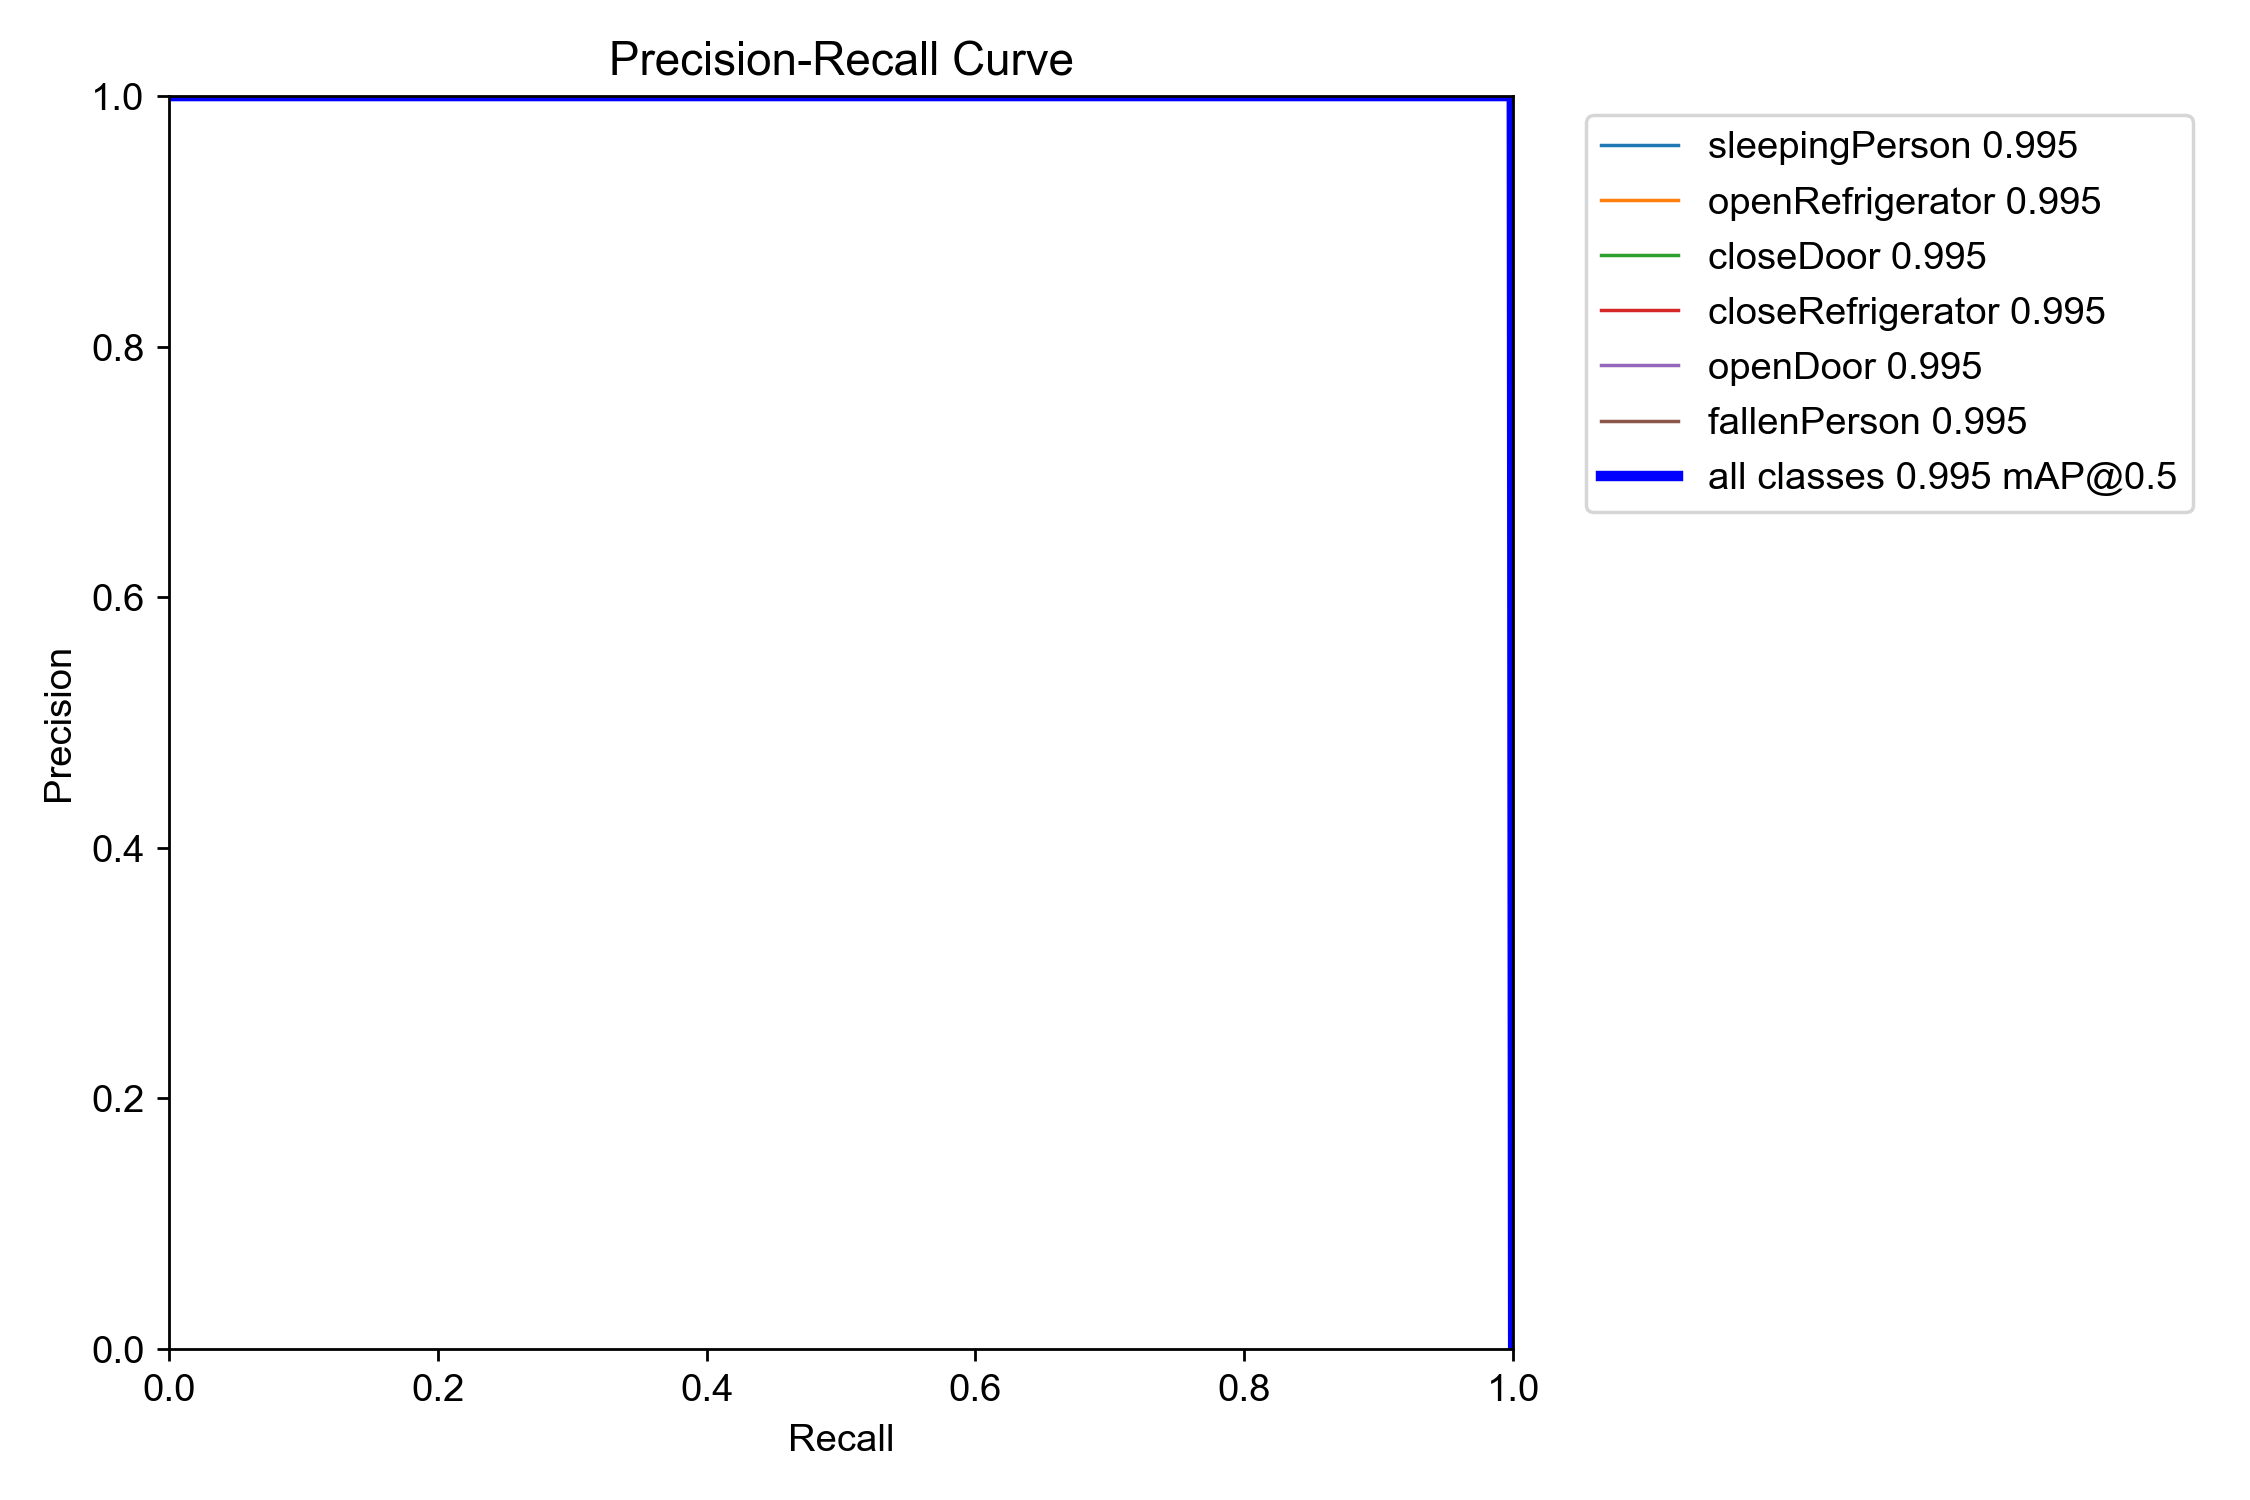 Precision-Recall Curve
1.0
0.8
0.6
0.4
0.2
0.0
Precision
0.0 0.2 0.4 0.6 0.8 1.0
Recall
sleepingPerson 0.995
openRefrigerator 0.995
closeDoor 0.995
closeRefrigerator 0.995
openDoor 0.995
fallenPerson 0.995
all classes 0.995 mAP@0.5